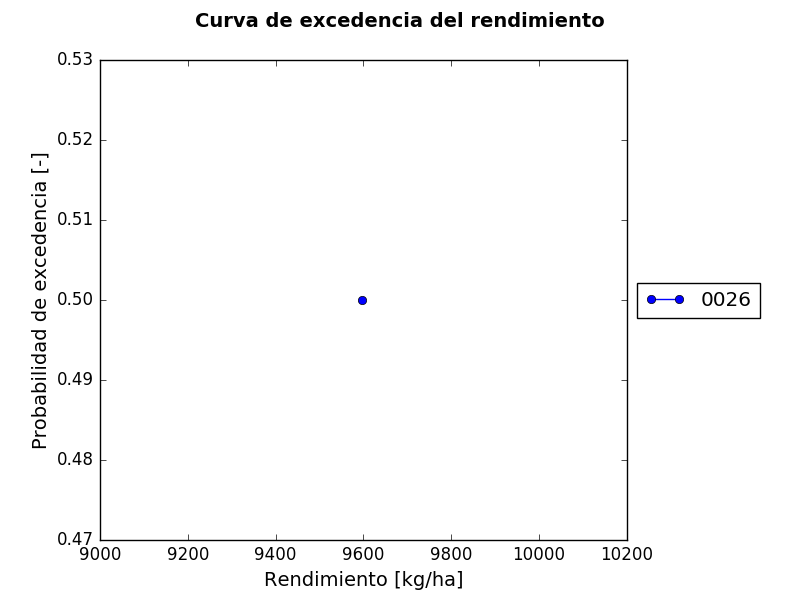 Curva de excedencia del rendimiento
Probabilidad de excedencia [-]
0.53
0.52
0.51
0.50
0.49
0.48
0.47
9000 9200 9400 9600 9800 10000 10200
Rendimiento [kg/ha]
0026